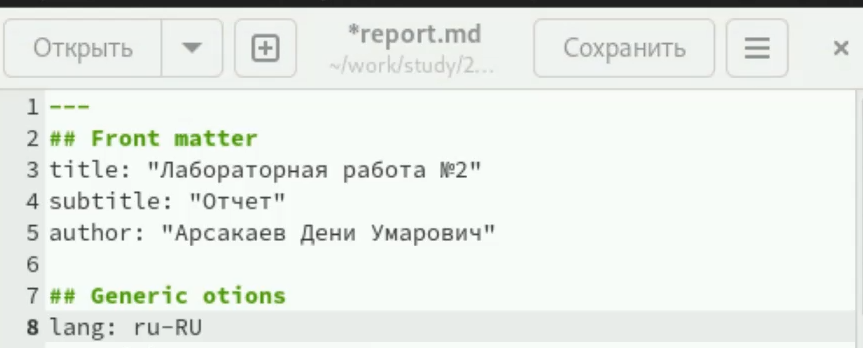 Открыть
*report.md
~/work/study/2...
Сохранить
1 ---
2 ## Front matter
3 title: "Лабораторная работа №2"
4 subtitle: "Отчет"
5 author: "Арсакаев Дени Умарович"
6
7 ## Generic otions
8 lang: ru-RU